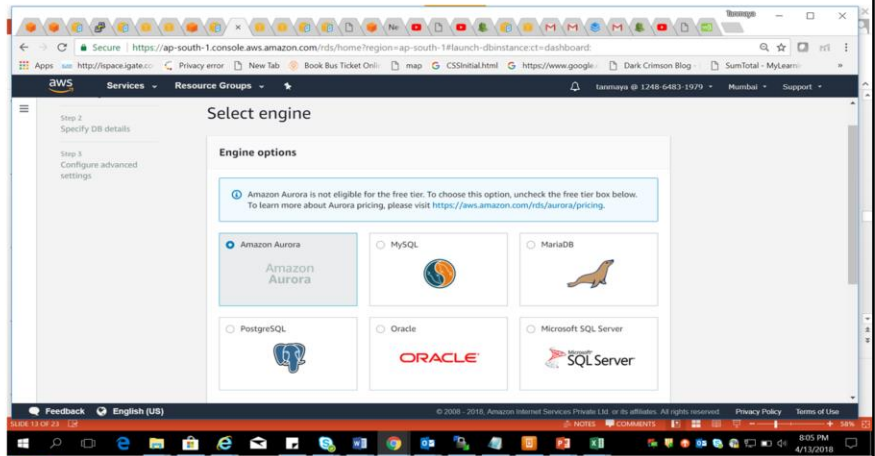 Tanmaya
Secure https://ap-south-1.console.aws.amazon.com/rds/home?region=ap-south-1#launch-dbinstance:ct=dashboard:
Apps http://ispace.igate.co Privacy error New Tab Book Bus Ticket Onli map CSSInitial.html https://www.google. Dark Crimson Blog - SumTotal - MyLearni »
aws Services Resource Groups tanmaya @ 1248-6483-1979 Mumbai Support
Step 2
Specify DB details
Step 3
Configure advanced
settings
Select engine
Engine options
Amazon Aurora is not eligible for the free tier. To choose this option, uncheck the free tier box below.
To learn more about Aurora pricing, please visit https://aws.amazon.com/rds/aurora/pricing.
Amazon Aurora MySQL MariaDB
Amazon
Aurora
PostgreSQL Oracle Microsoft SQL Server
ORACLE Microsoft SQL Server
Feedback English (US) © 2008 - 2018, Amazon Internet Services Private Ltd. or its affiliates. All rights reserved. Privacy Policy Terms of Use
SLIDE 13 OF 23 NOTES COMMENTS 58%
8:05 PM
4/13/2018